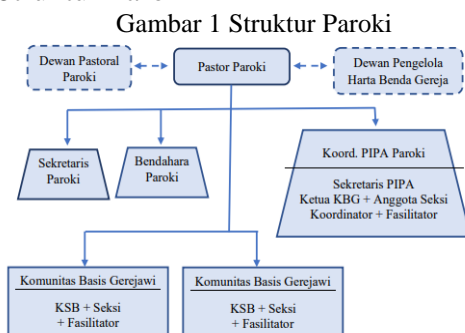 Gambar 1 Struktur Paroki
Dewan Pastoral
Paroki
Pastor Paroki
Dewan Pengelola
Harta Benda Gereja
Sekretaris
Paroki
Bendahara
Paroki
Koord. PIPA Paroki
Sekretaris PIPA
Ketua KBG + Anggota Seksi
Koordinator + Fasilitator
Komunitas Basis Gerejawi
KSB + Seksi
+ Fasilitator
Komunitas Basis Gerejawi
KSB + Seksi
+ Fasilitator